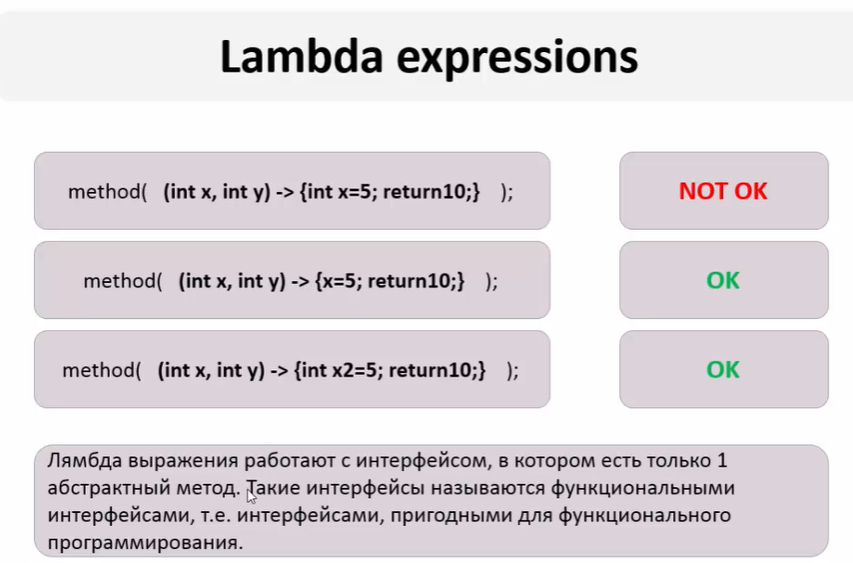 Lambda expressions
method( (int x, int y) -> {int x=5; return10;} );
NOT OK
method( (int x, int y) -> {x=5; return10;} );
OK
method( (int x, int y) -> {int x2=5; return10;} );
OK
Лямбда выражения работают с интерфейсом, в котором есть только 1
абстрактный метод. Такие интерфейсы называются функциональными
интерфейсами, т.е. интерфейсами, пригодными для функционального
программирования.